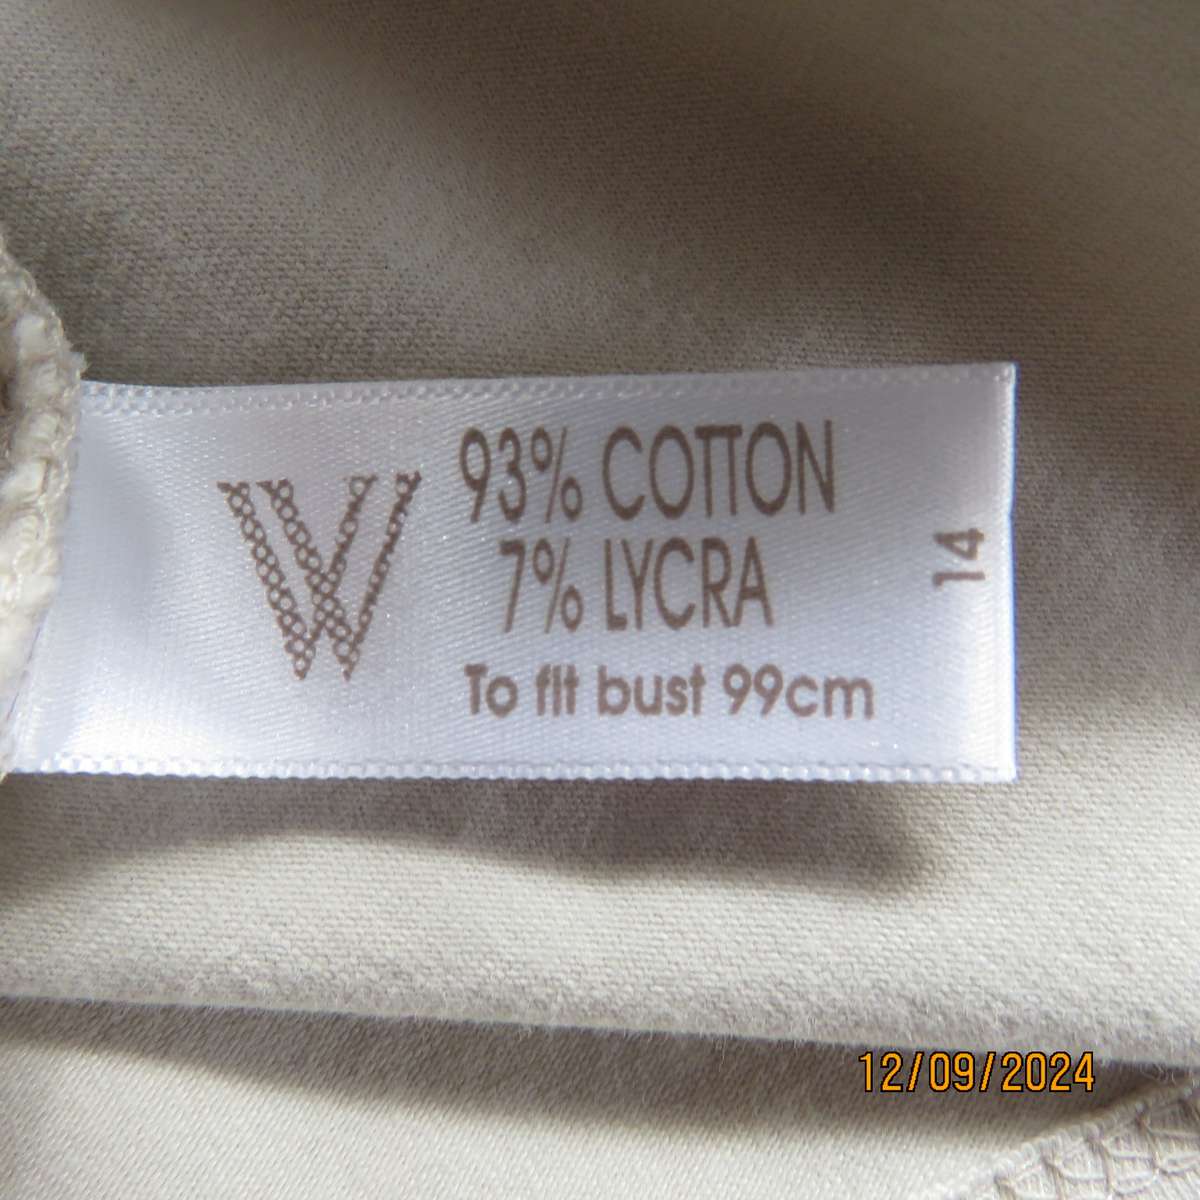 W
93% COTTON
7% LYCRA
To fit bust 99cm
14
12/09/2024